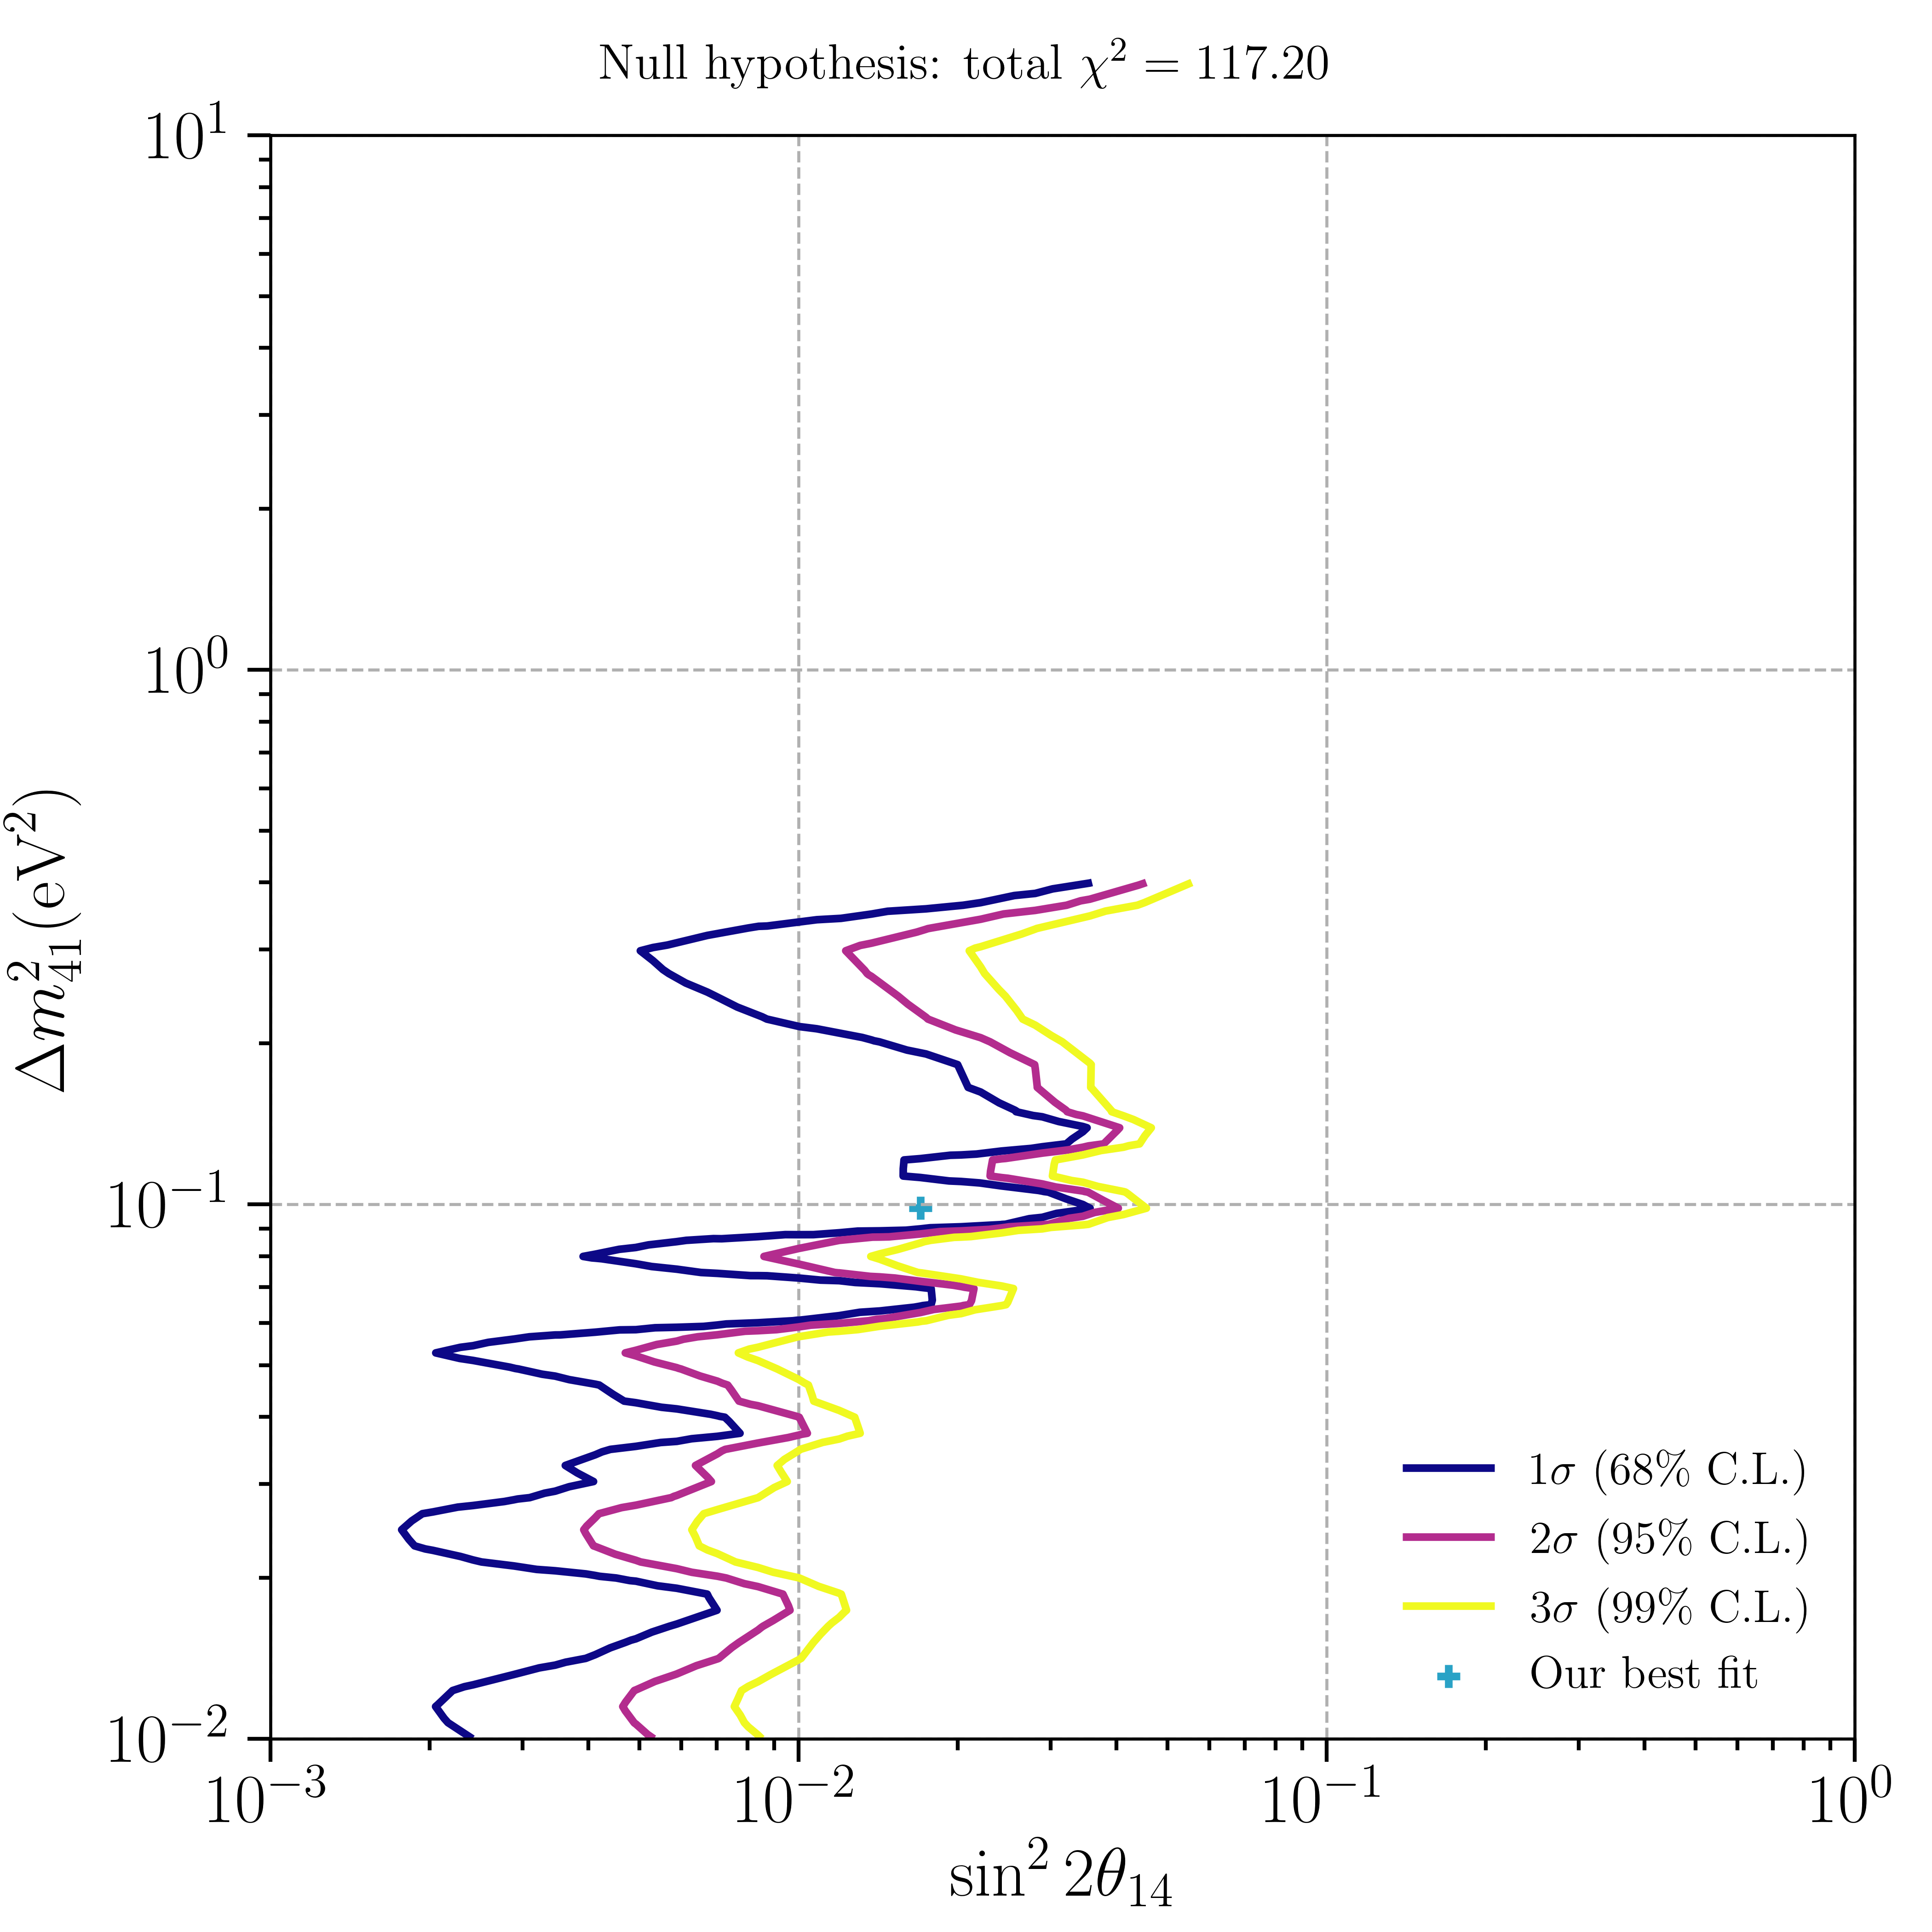 Null hypothesis: total χ² = 117.20
10¹
10⁰
10⁻¹
10⁻²
Δm²₄₁(eV²)
1σ (68% C.L.)
2σ (95% C.L.)
3σ (99% C.L.)
Our best fit
10⁻³ 10⁻² 10⁻¹ 10⁰
sin² 2θ₁₄